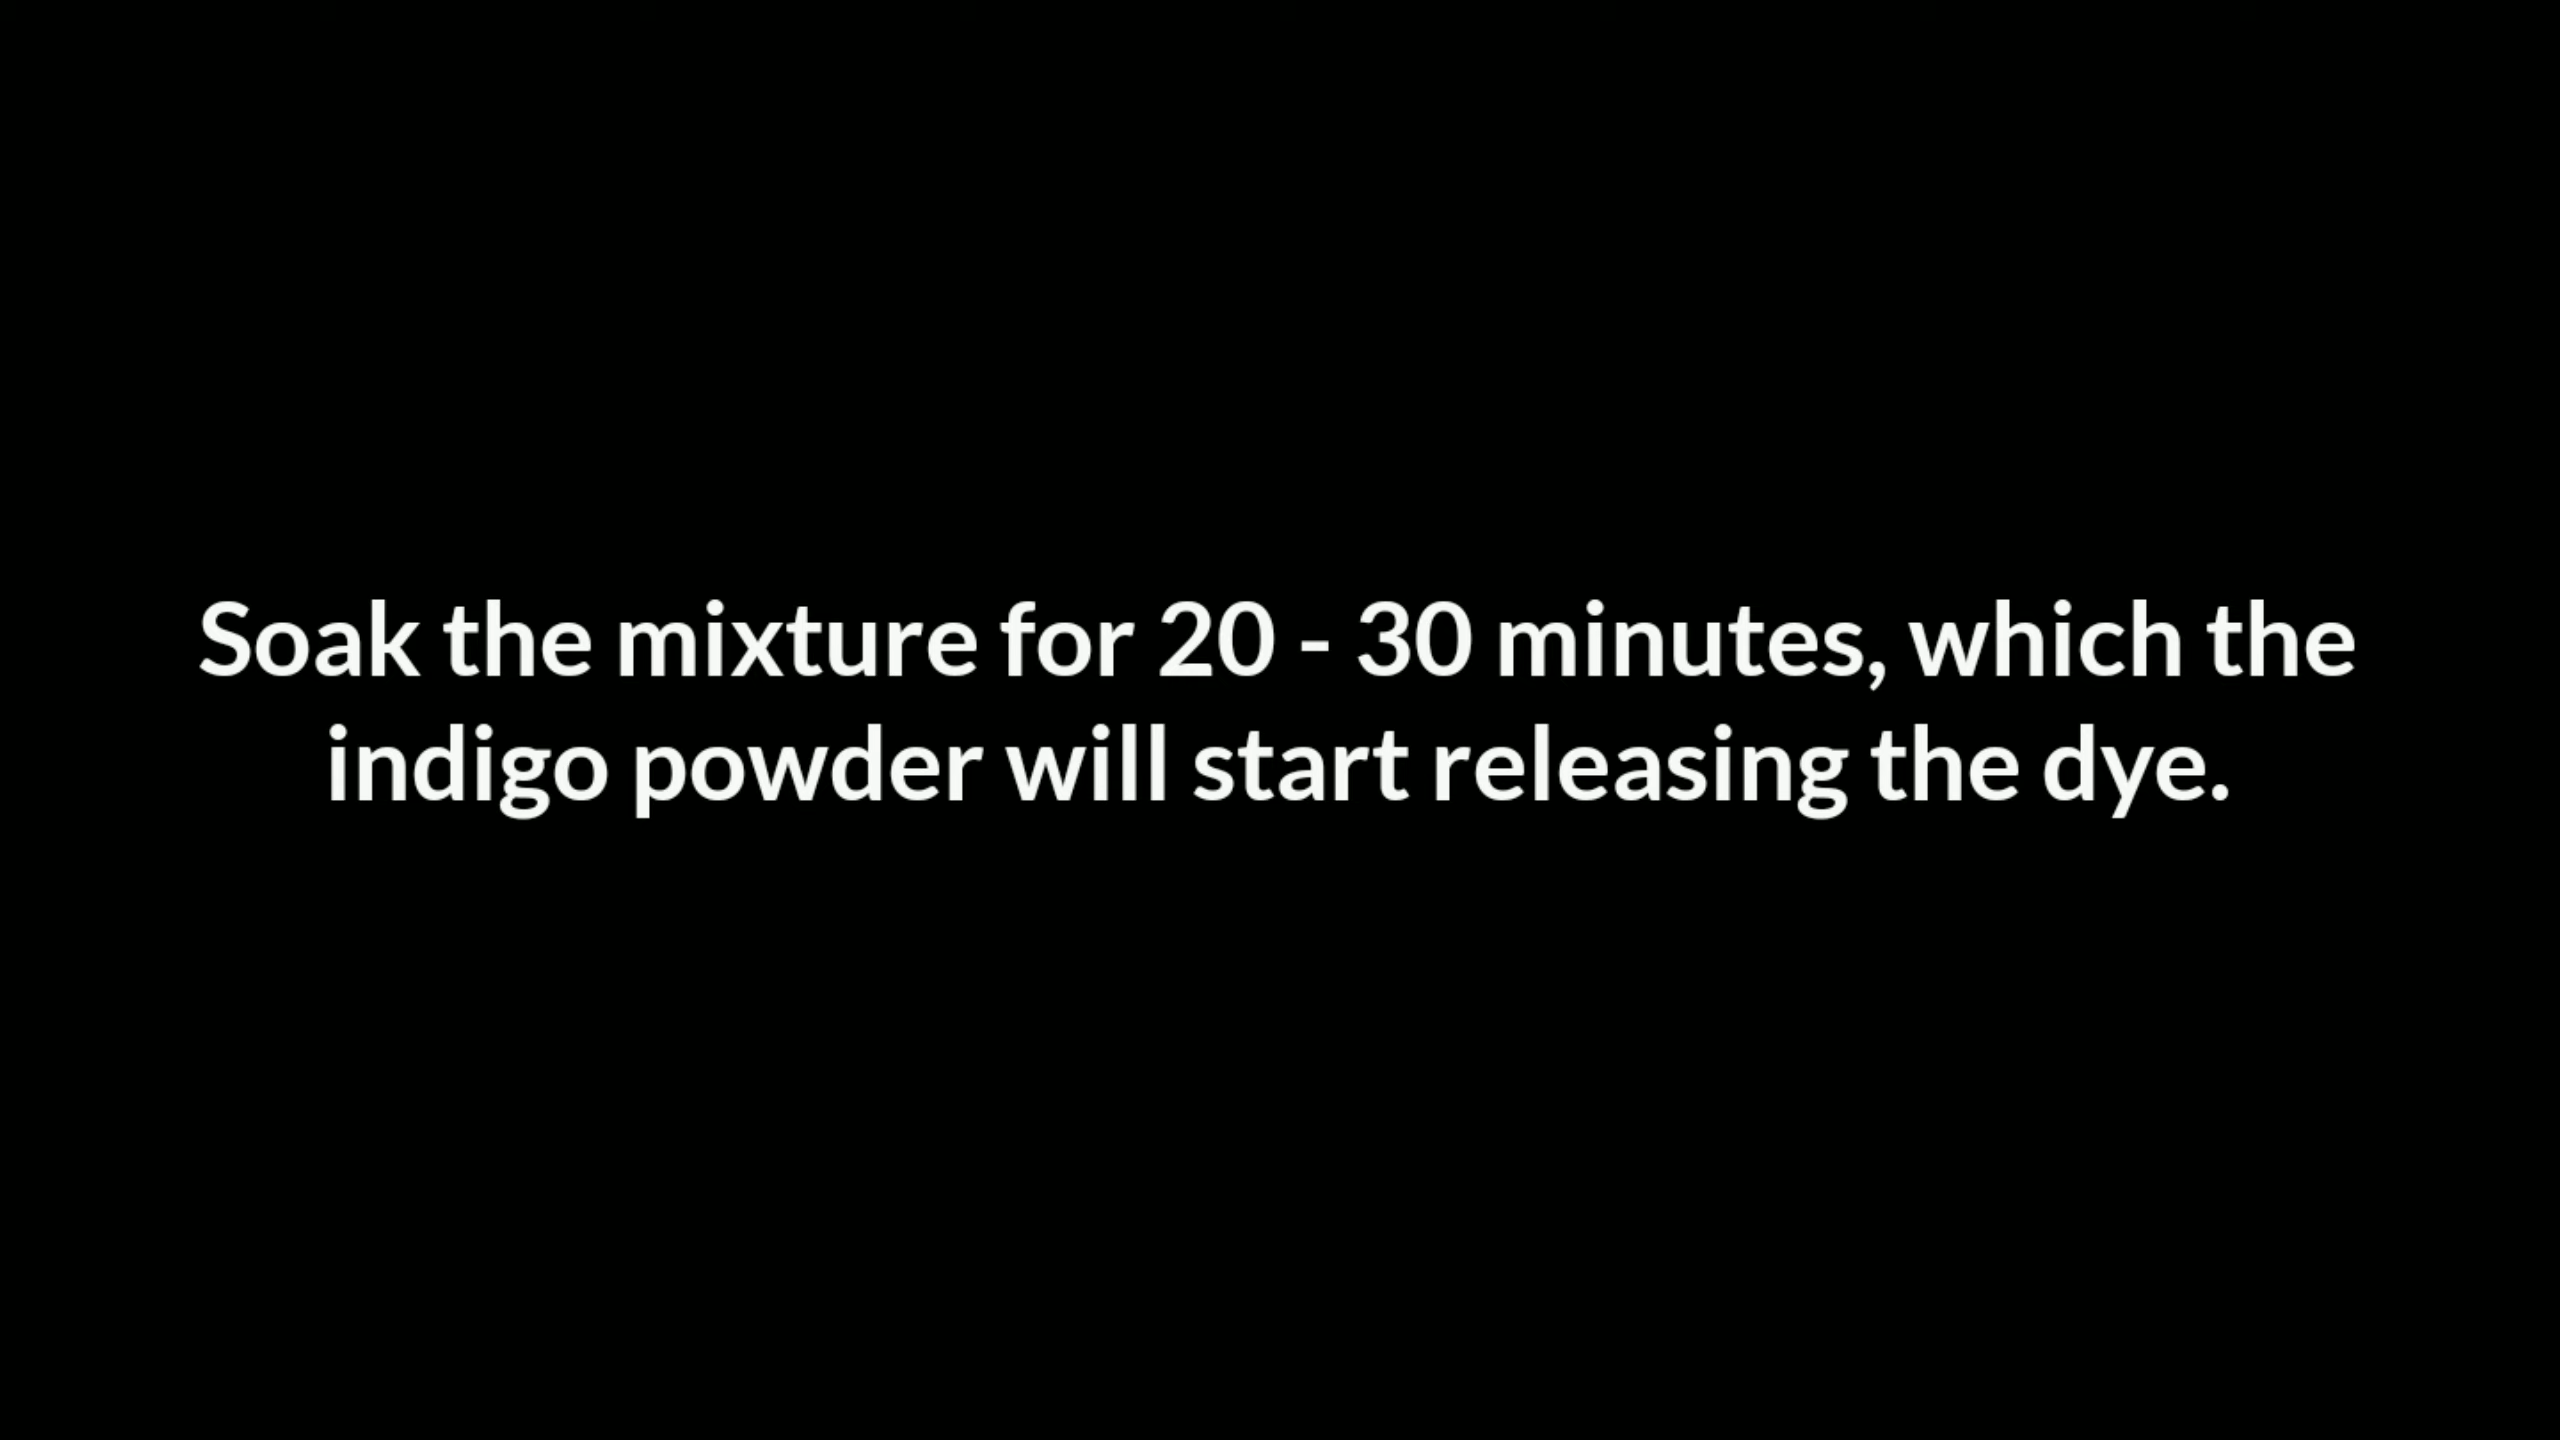 Soak the mixture for 20 - 30 minutes, which the
indigo powder will start releasing the dye.